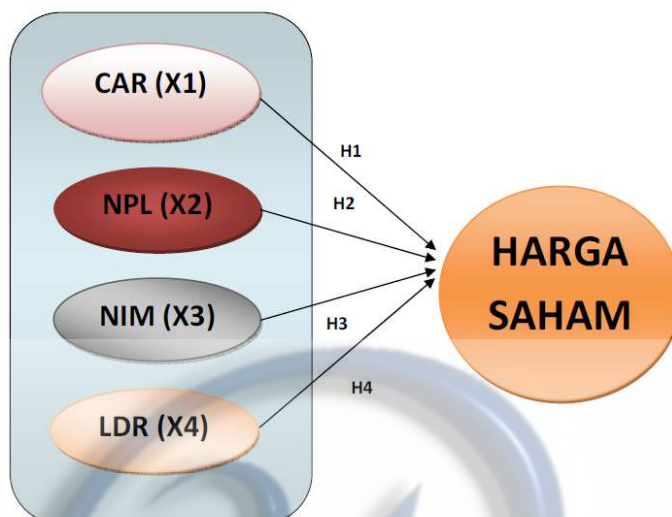 CAR (X1)
H1
NPL (X2)
H2
HARGA
SAHAM
NIM (X3)
H3
LDR (X4)
H4